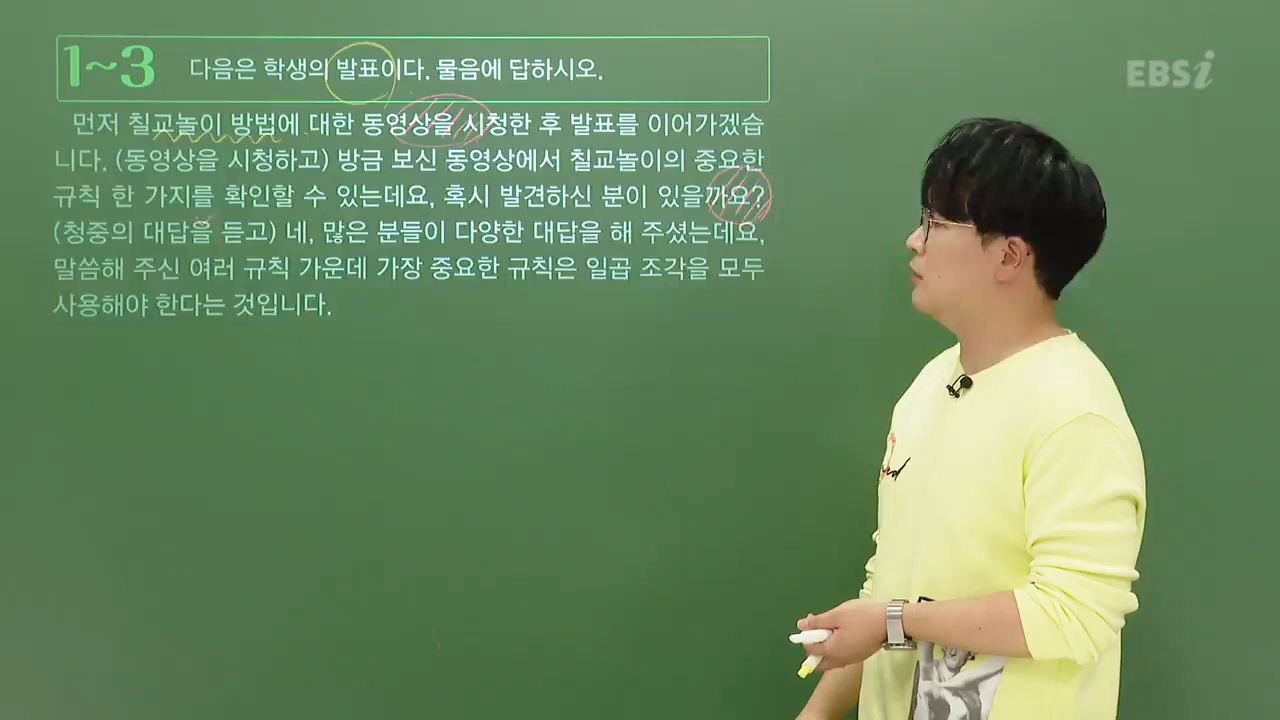 1~3 다음은 학생의 발표이다. 물음에 답하시오.
EBSi
먼저 칠교놀이 방법에 대한 동영상을 시청한 후 발표를 이어가겠습
니다. (동영상을 시청하고) 방금 보신 동영상에서 칠교놀이의 중요한
규칙 한 가지를 확인할 수 있는데요, 혹시 발견하신 분이 있을까요?
(청중의 대답을 듣고) 네, 많은 분들이 다양한 대답을 해 주셨는데요,
말씀해 주신 여러 규칙 가운데 가장 중요한 규칙은 일곱 조각을 모두
사용해야 한다는 것입니다.